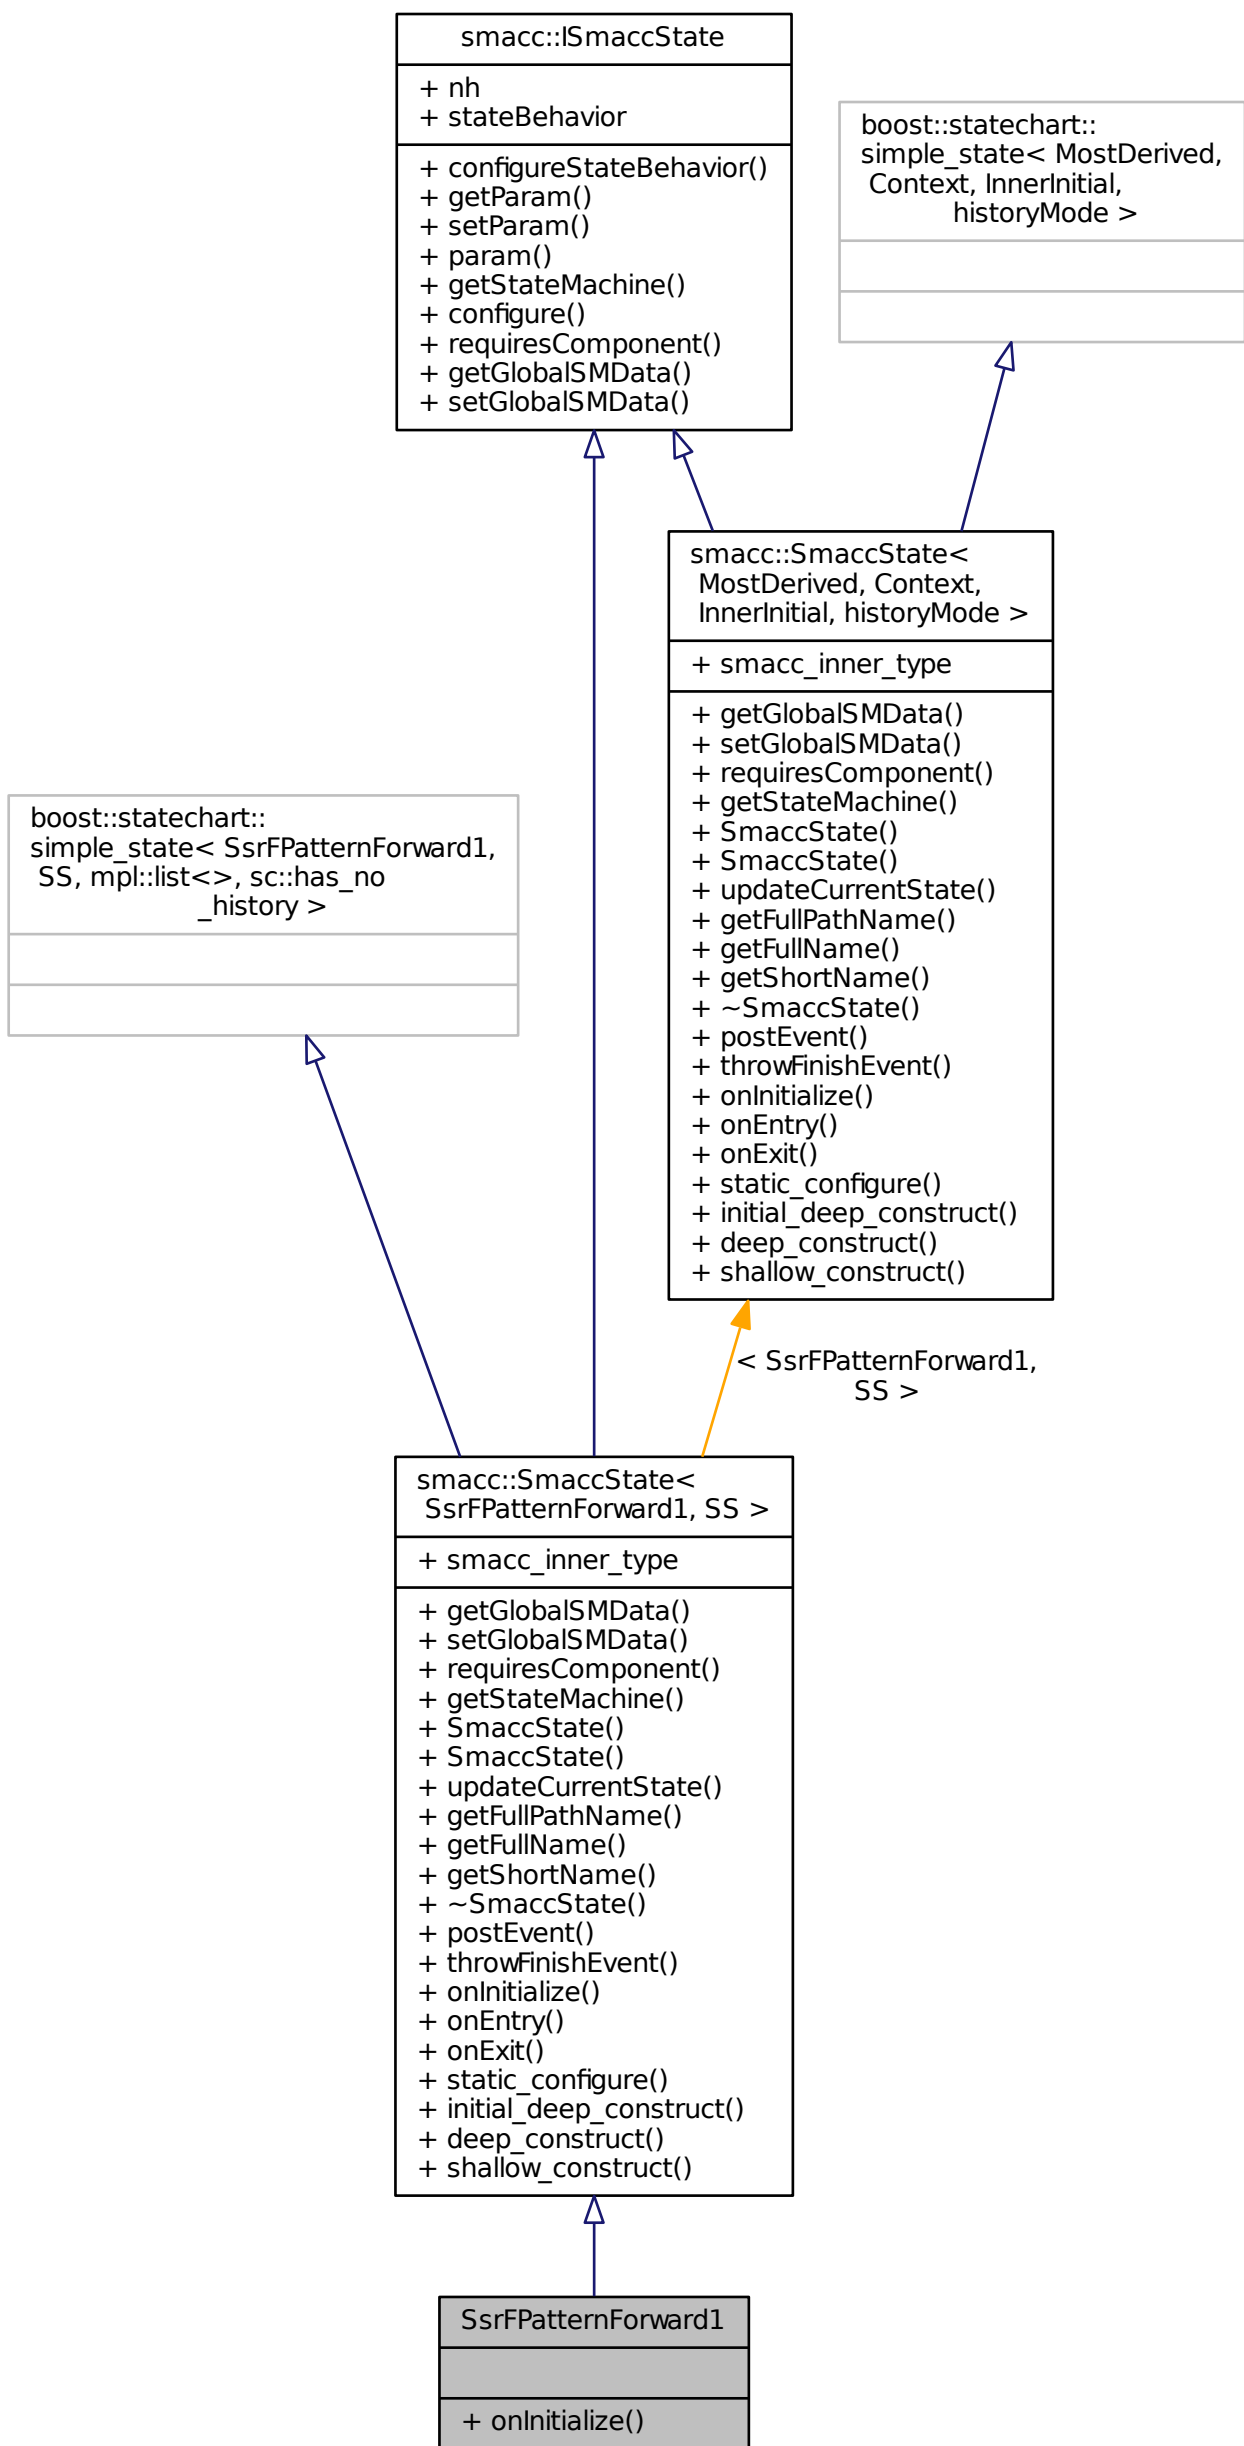 smacc::ISmaccState
+ nh
+ stateBehavior
+ configureStateBehavior()
+ getParam()
+ setParam()
+ param()
+ getStateMachine()
+ configure()
+ requiresComponent()
+ getGlobalSMData()
+ setGlobalSMData()
boost::statechart::
simple_state< MostDerived,
Context, InnerInitial,
historyMode >
smacc::SmaccState<
MostDerived, Context,
InnerInitial, historyMode >
+ smacc_inner_type
+ getGlobalSMData()
+ setGlobalSMData()
+ requiresComponent()
+ getStateMachine()
+ SmaccState()
+ SmaccState()
+ updateCurrentState()
+ getFullPathName()
+ getFullName()
+ getShortName()
+ ~SmaccState()
+ postEvent()
+ throwFinishEvent()
+ onInitialize()
+ onEntry()
+ onExit()
+ static_configure()
+ initial_deep_construct()
+ deep_construct()
+ shallow_construct()
boost::statechart::
simple_state< SsrFPatternForward1,
SS, mpl::list<>, sc::has_no
_history >
< SsrFPatternForward1,
SS >
smacc::SmaccState<
SsrFPatternForward1, SS >
+ smacc_inner_type
+ getGlobalSMData()
+ setGlobalSMData()
+ requiresComponent()
+ getStateMachine()
+ SmaccState()
+ SmaccState()
+ updateCurrentState()
+ getFullPathName()
+ getFullName()
+ getShortName()
+ ~SmaccState()
+ postEvent()
+ throwFinishEvent()
+ onInitialize()
+ onEntry()
+ onExit()
+ static_configure()
+ initial_deep_construct()
+ deep_construct()
+ shallow_construct()
SsrFPatternForward1
+ onInitialize()